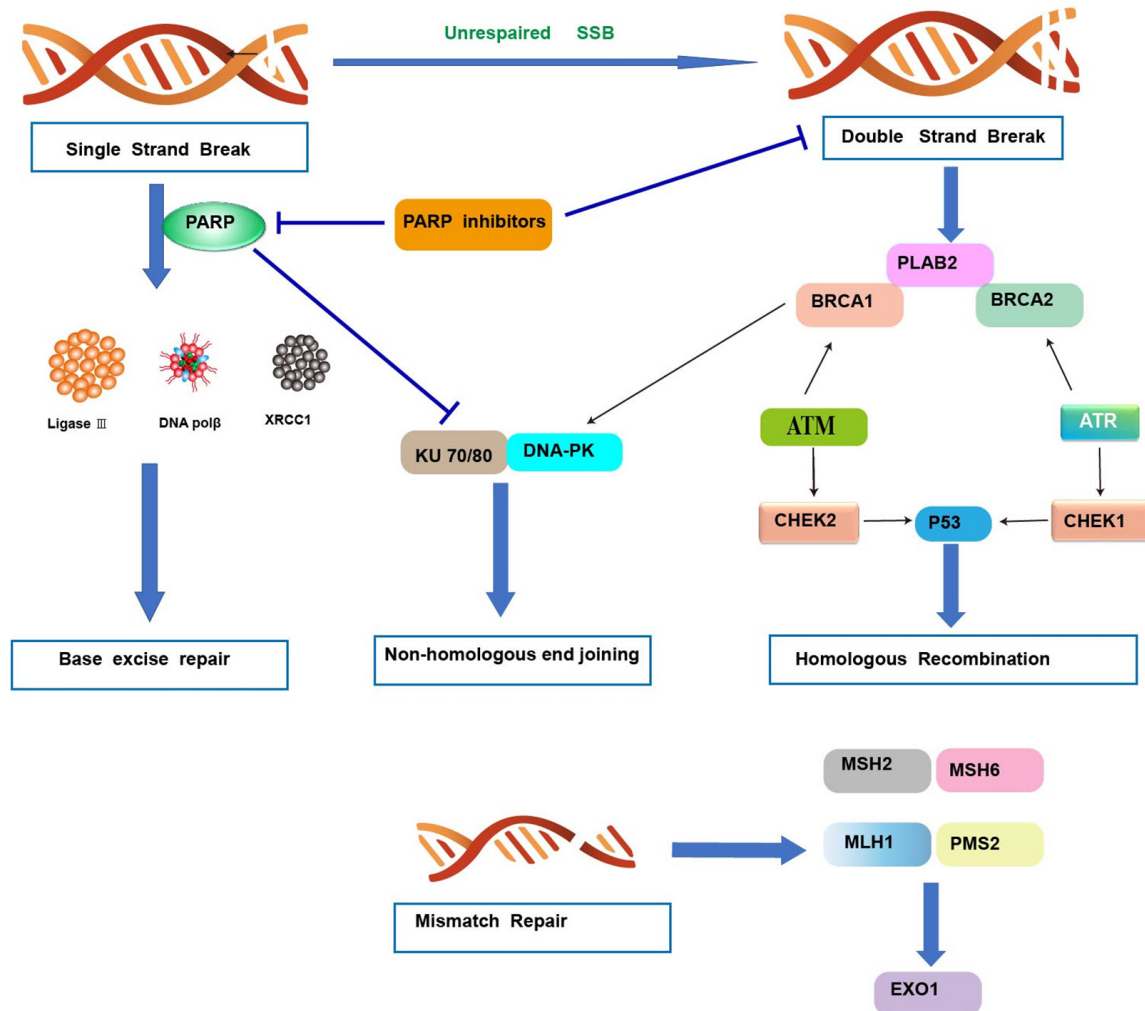 Unrespaired SSB
Single Strand Break
Double Strand Brerak
PARP
PARP inhibitors
PLAB2
BRCA1
BRCA2
Ligase Ⅲ
DNA polβ
XRCC1
ATM
ATR
KU 70/80
DNA-PK
CHEK2
P53
CHEK1
Base excise repair
Non-homologous end joining
Homologous Recombination
MSH2
MSH6
MLH1
PMS2
Mismatch Repair
EXO1